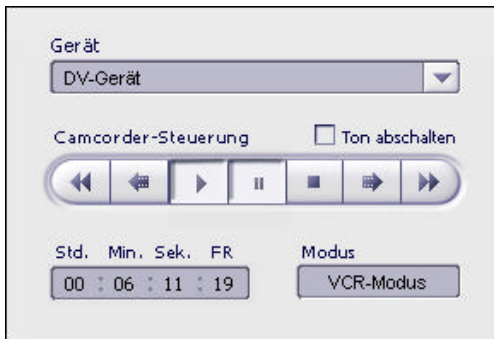 Gerät
DV-Gerät
Camcorder-Steuerung Ton abschalten
Std. Min. Sek. FR Modus
00 : 06 : 11 : 19 VCR-Modus